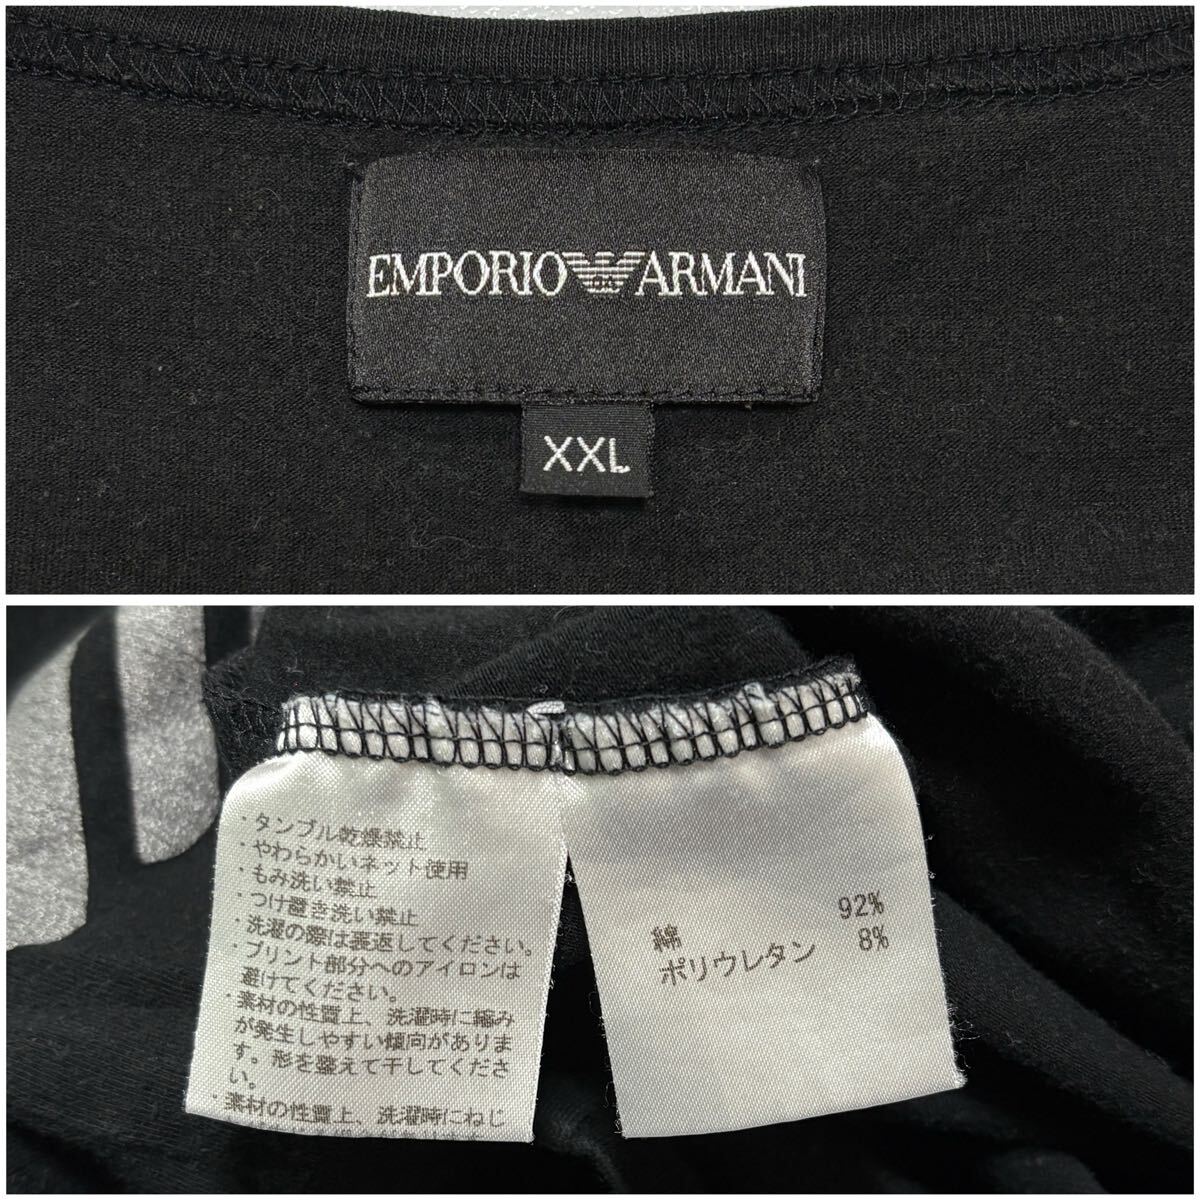 EMPORIO ARMANI
XXL
・タンブル乾燥禁止
・やわらかいネット使用
・もみ洗い禁止
・つけ置き洗い禁止
・洗濯の際は裏返してください。
・プリント部分へのアイロンは
避けてください。
・素材の性質上、洗濯時に縮み
が発生しやすい傾向がありま
す。形を整えて干してくださ
い。
・素材の性質上、洗濯時にねじ
綿 92%
ポリウレタン 8%